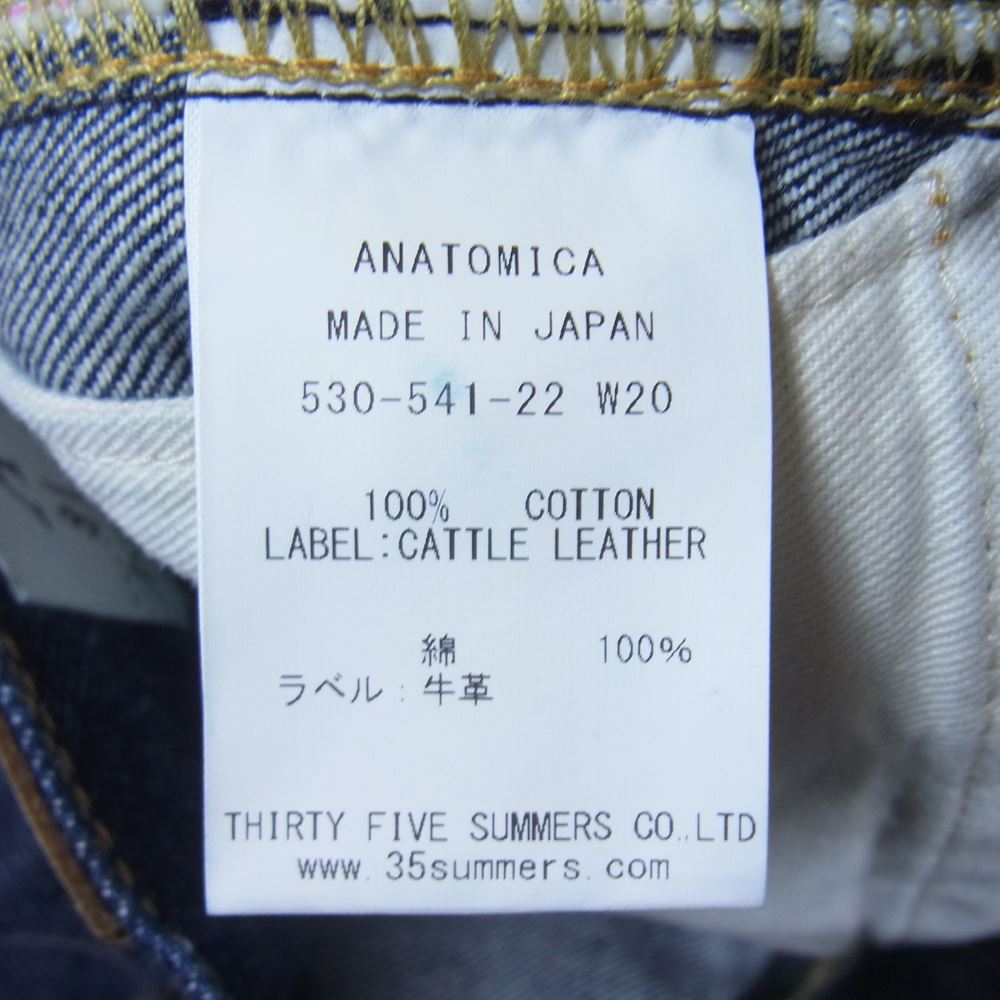 ANATOMICA
MADE IN JAPAN
530-541-22 W20
100% COTTON
LABEL:CATTLE LEATHER
綿 100%
ラベル:牛革
THIRTY FIVE SUMMERS CO.,LTD
www.35summers.com